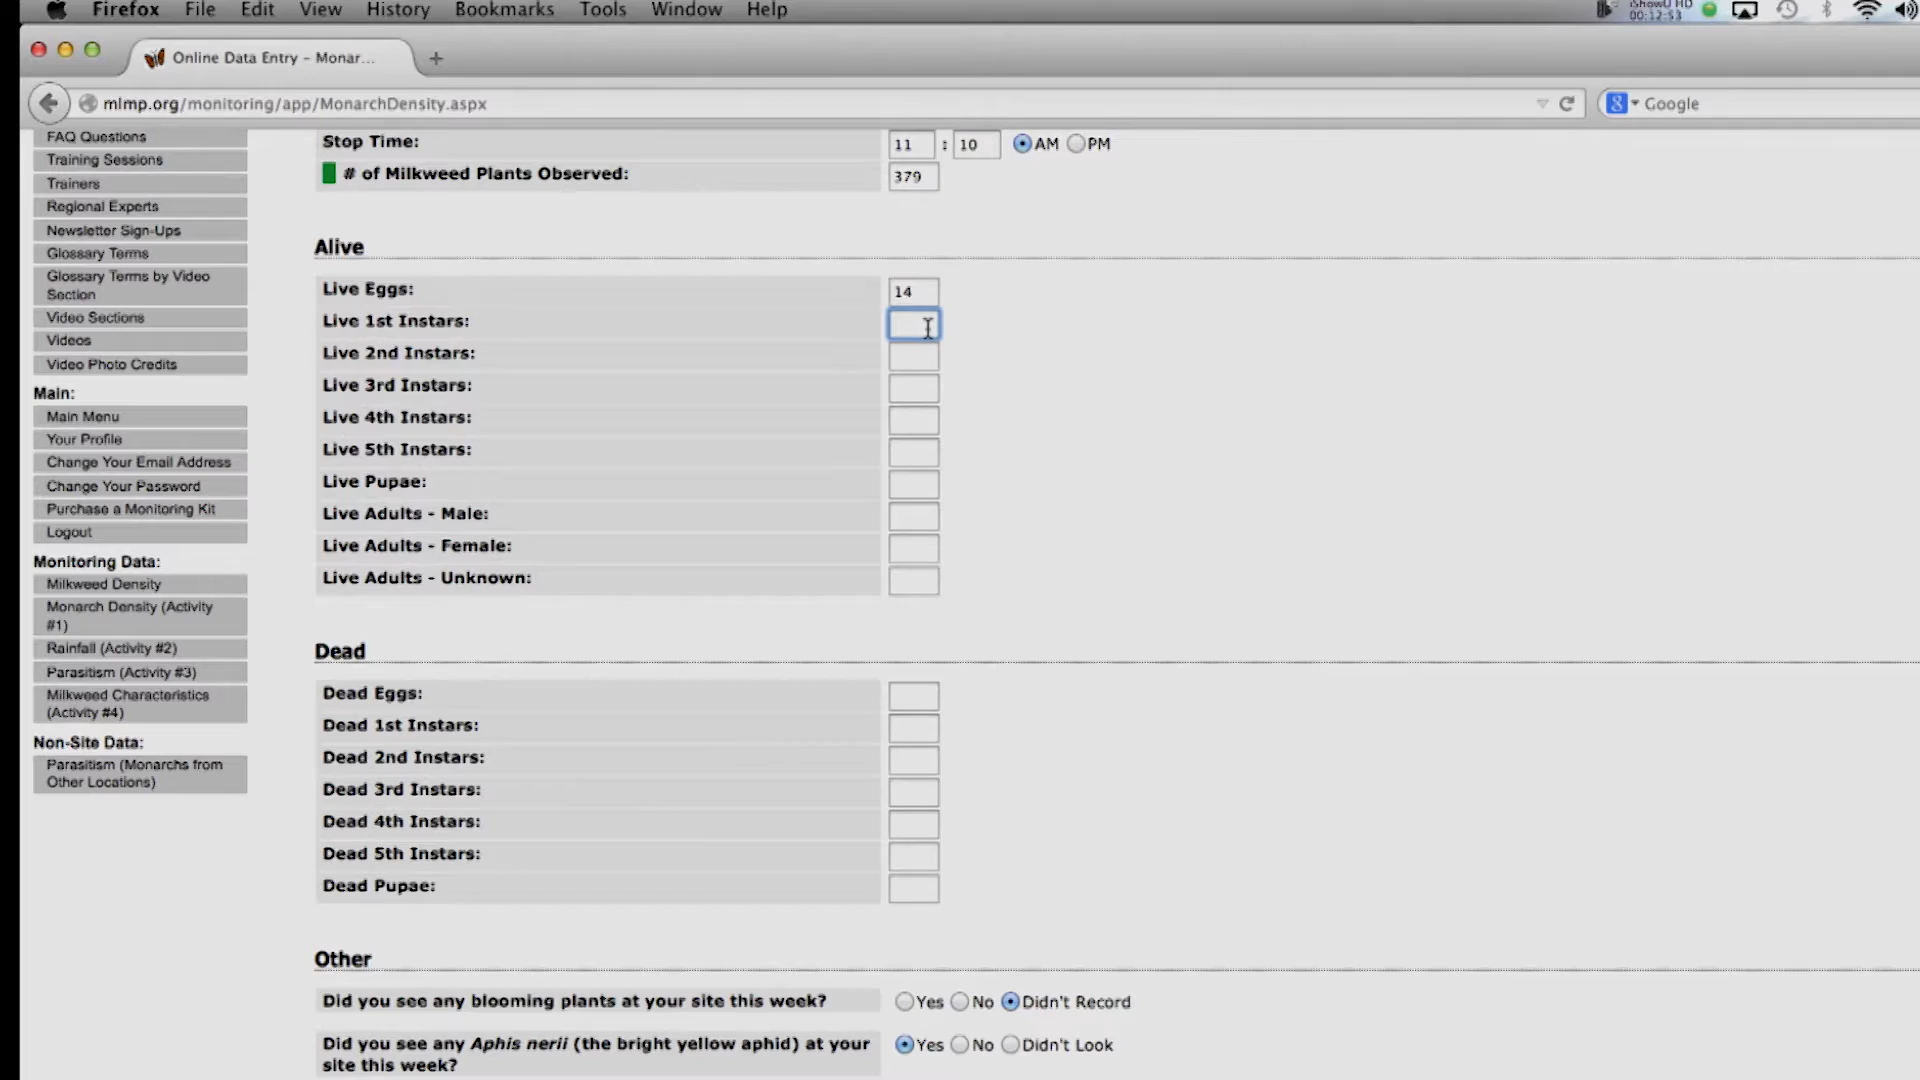 Firefox File Edit View History Bookmarks Tools Window Help
iShowU HD
00:12:53
Online Data Entry – Monar...
mlmp.org/monitoring/app/MonarchDensity.aspx
Google
FAQ Questions
Training Sessions
Trainers
Regional Experts
Newsletter Sign-Ups
Glossary Terms
Glossary Terms by Video
Section
Video Sections
Videos
Video Photo Credits
Main:
Main Menu
Your Profile
Change Your Email Address
Change Your Password
Purchase a Monitoring Kit
Logout
Monitoring Data:
Milkweed Density
Monarch Density (Activity
#1)
Rainfall (Activity #2)
Parasitism (Activity #3)
Milkweed Characteristics
(Activity #4)
Non-Site Data:
Parasitism (Monarchs from
Other Locations)
Stop Time: 11 : 10 AM PM
# of Milkweed Plants Observed: 379
Alive
Live Eggs: 14
Live 1st Instars:
Live 2nd Instars:
Live 3rd Instars:
Live 4th Instars:
Live 5th Instars:
Live Pupae:
Live Adults - Male:
Live Adults - Female:
Live Adults - Unknown:
Dead
Dead Eggs:
Dead 1st Instars:
Dead 2nd Instars:
Dead 3rd Instars:
Dead 4th Instars:
Dead 5th Instars:
Dead Pupae:
Other
Did you see any blooming plants at your site this week? Yes No Didn't Record
Did you see any Aphis nerii (the bright yellow aphid) at your Yes No Didn't Look
site this week?